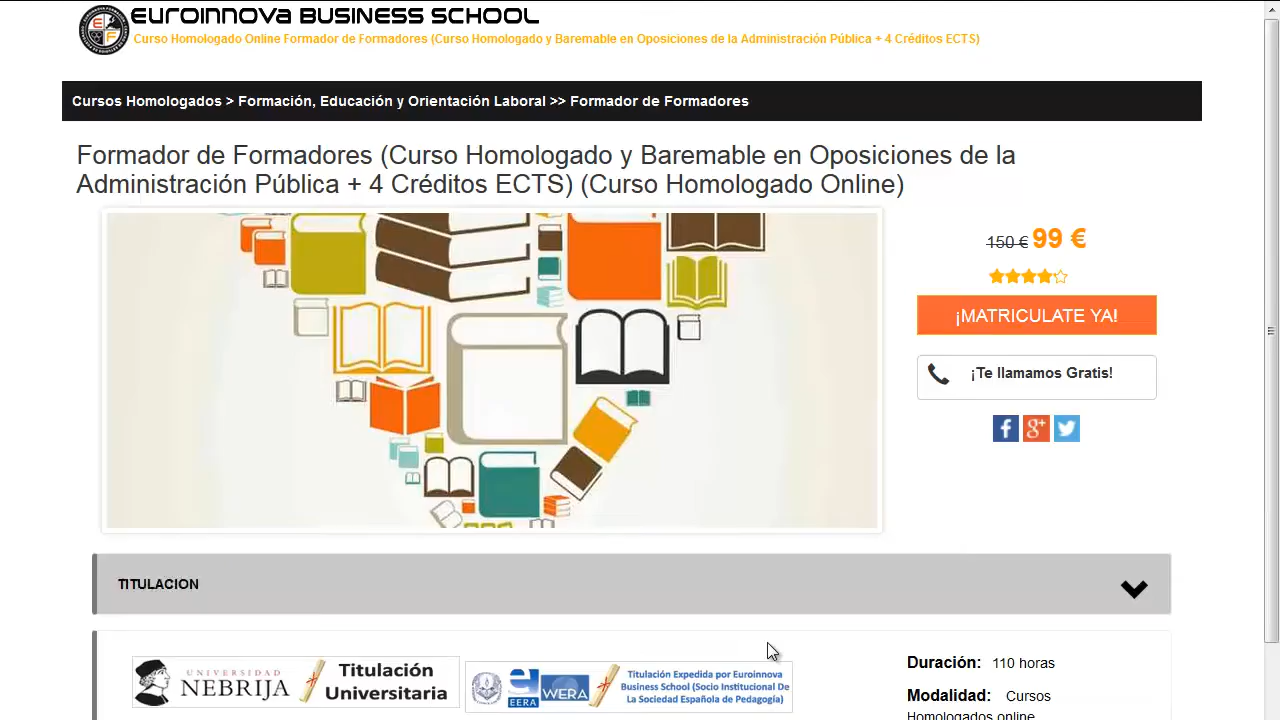 EUROINNOVA BUSINESS SCHOOL
Curso Homologado Online Formador de Formadores (Curso Homologado y Baremable en Oposiciones de la Administración Pública + 4 Créditos ECTS)
Cursos Homologados > Formación, Educación y Orientación Laboral >> Formador de Formadores
Formador de Formadores (Curso Homologado y Baremable en Oposiciones de la
Administración Pública + 4 Créditos ECTS) (Curso Homologado Online)
150 € 99 €
¡MATRICULATE YA!
¡Te llamamos Gratis!
TITULACION
UNIVERSIDAD
NEBRIJA
Titulación
Universitaria
EERA
WERA
Titulación Expedida por Euroinnova
Business School (Socio Institucional De
La Sociedad Española de Pedagogía)
Duración: 110 horas
Modalidad: Cursos
Homologados online